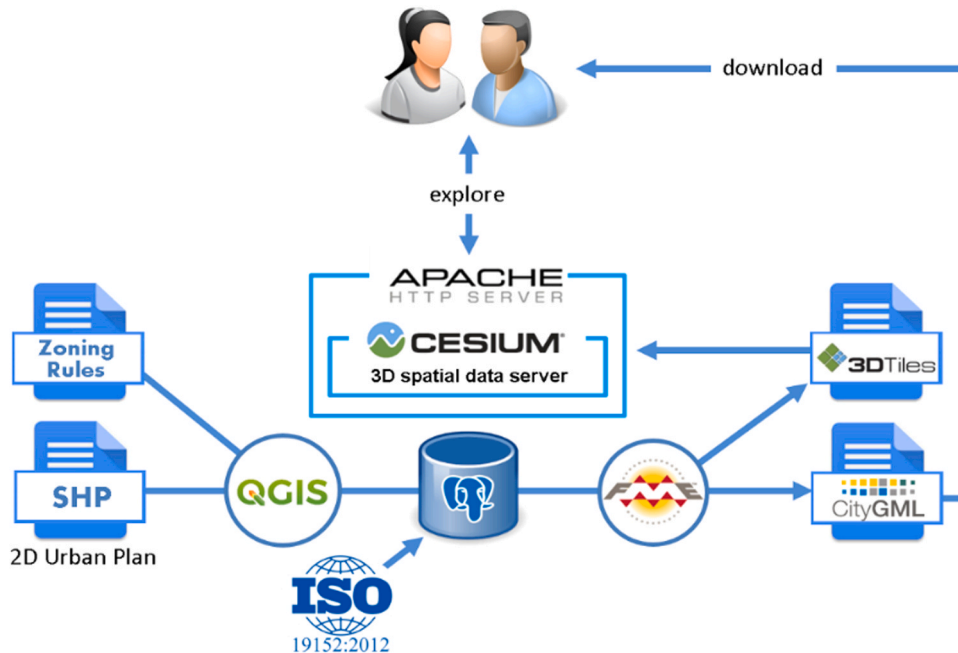 download
explore
APACHE
HTTP SERVER
CESIUM
3D spatial data server
Zoning
Rules
3DTiles
SHP
QGIS
FME
CityGML
2D Urban Plan
ISO
19152:2012